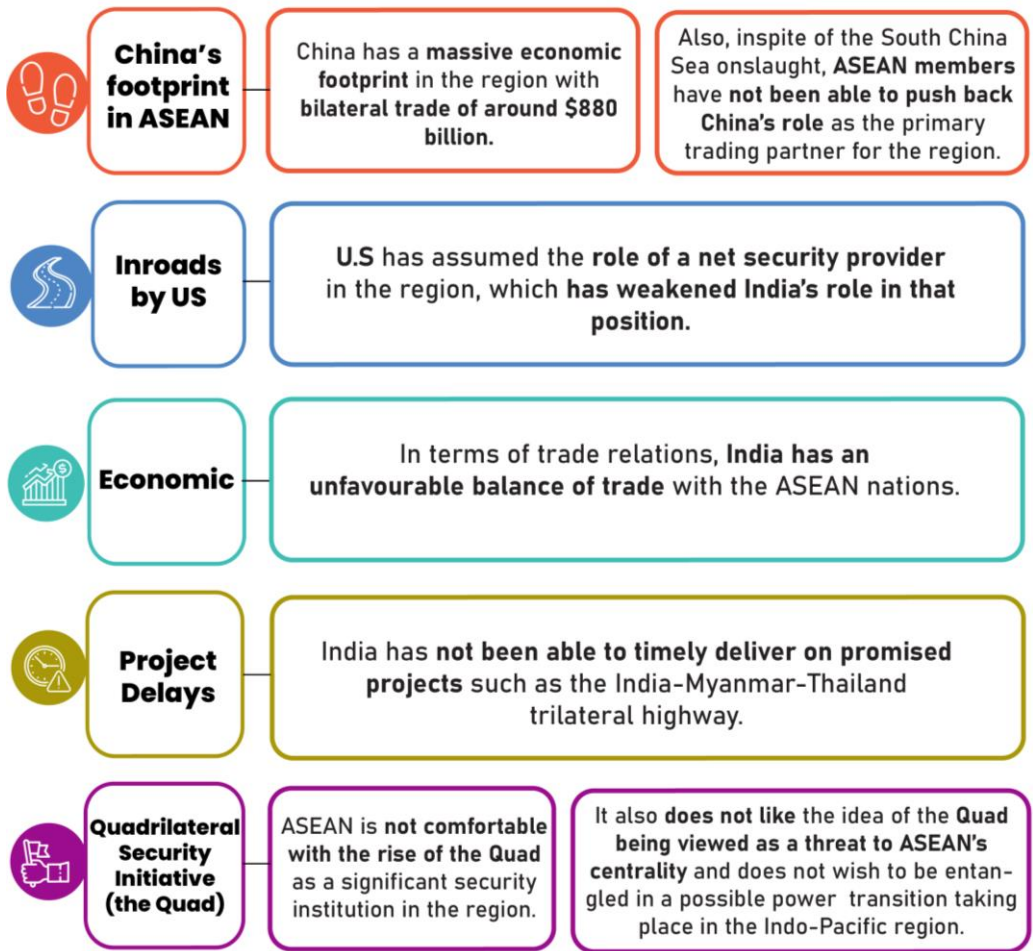 China's
footprint
in ASEAN
China has a massive economic
footprint in the region with
bilateral trade of around $880
billion.
Also, inspite of the South China
Sea onslaught, ASEAN members
have not been able to push back
China's role as the primary
trading partner for the region.
Inroads
by US
U.S has assumed the role of a net security provider
in the region, which has weakened India's role in that
position.
$
Economic
In terms of trade relations, India has an
unfavourable balance of trade with the ASEAN nations.
Project
Delays
India has not been able to timely deliver on promised
projects such as the India-Myanmar-Thailand
trilateral highway.
Quadrilateral
Security
Initiative
(the Quad)
ASEAN is not comfortable
with the rise of the Quad
as a significant security
institution in the region.
It also does not like the idea of the Quad
being viewed as a threat to ASEAN's
centrality and does not wish to be entan-
gled in a possible power transition taking
place in the Indo-Pacific region.